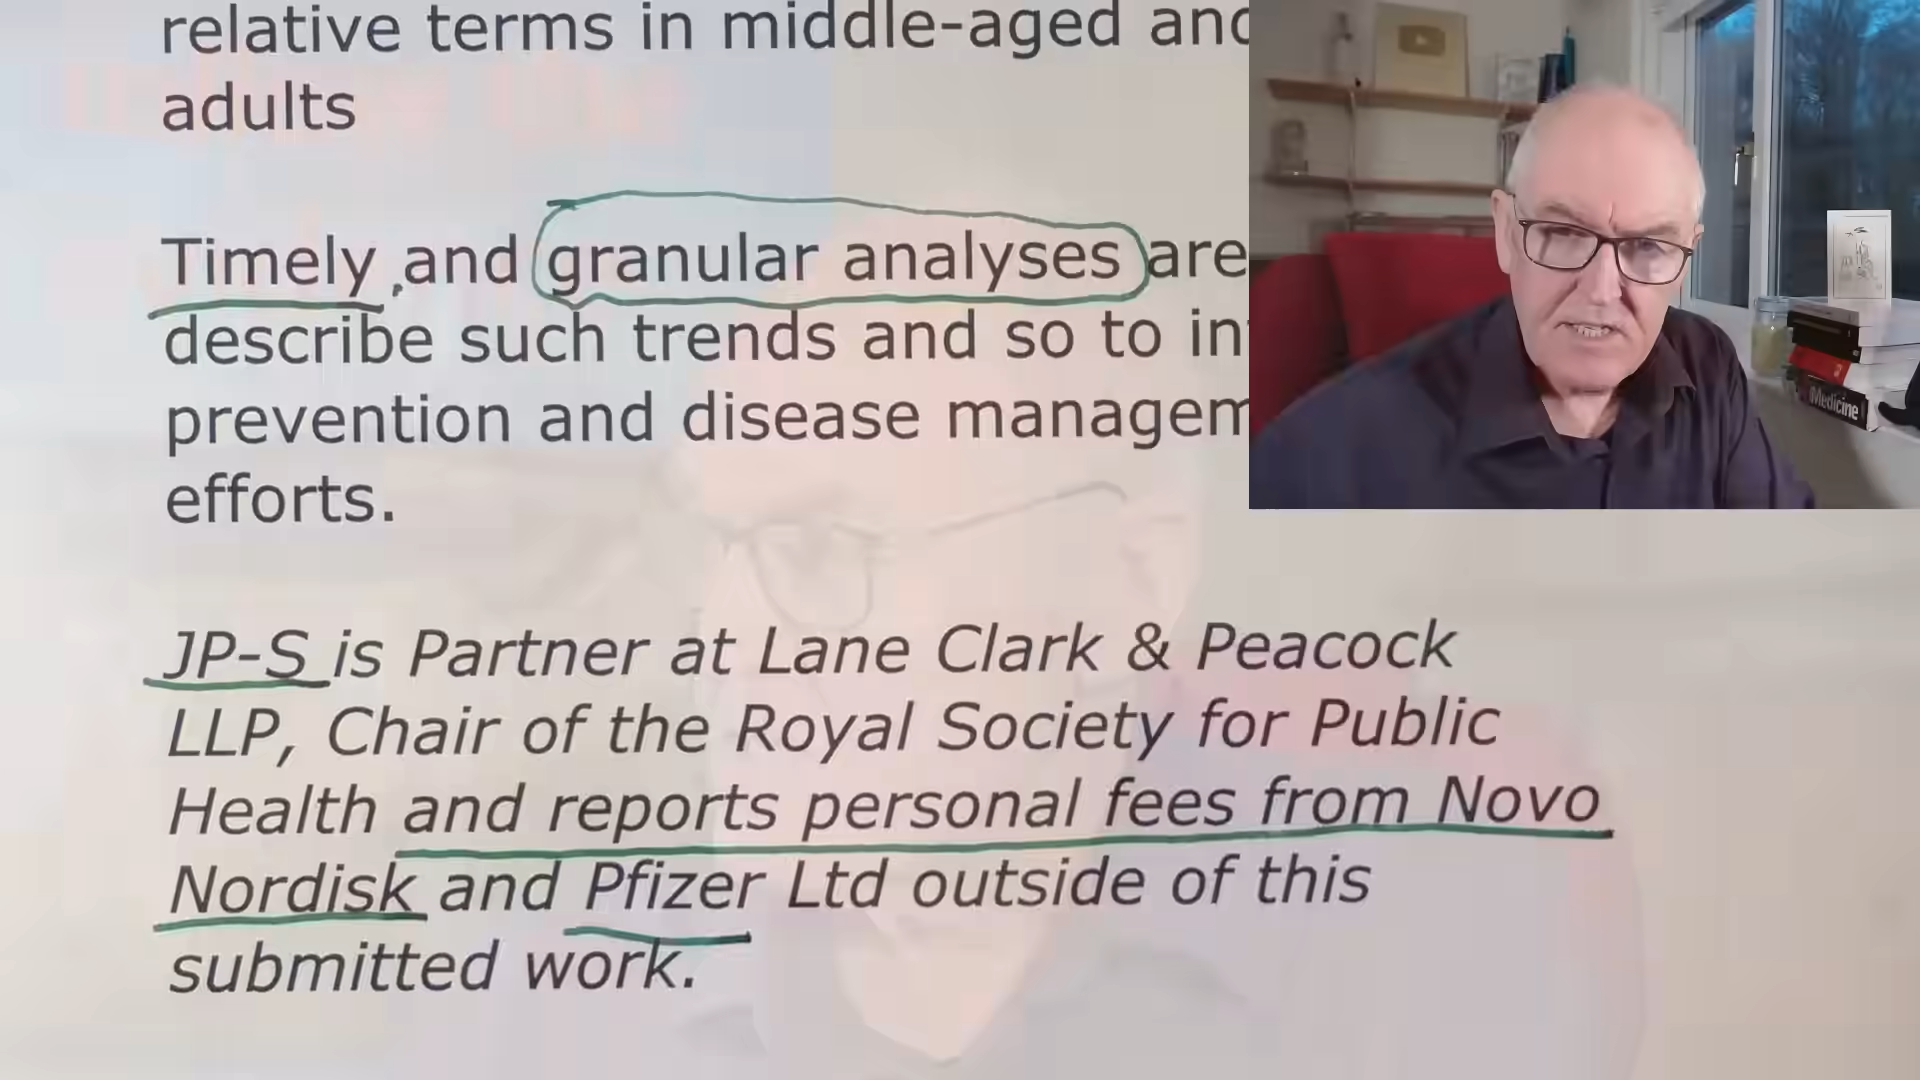 relative terms in middle-aged and
adults
Timely and granular analyses are
describe such trends and so to in
prevention and disease managem
efforts.
JP-S is Partner at Lane Clark & Peacock
LLP, Chair of the Royal Society for Public
Health and reports personal fees from Novo
Nordisk and Pfizer Ltd outside of this
submitted work.
Medicine